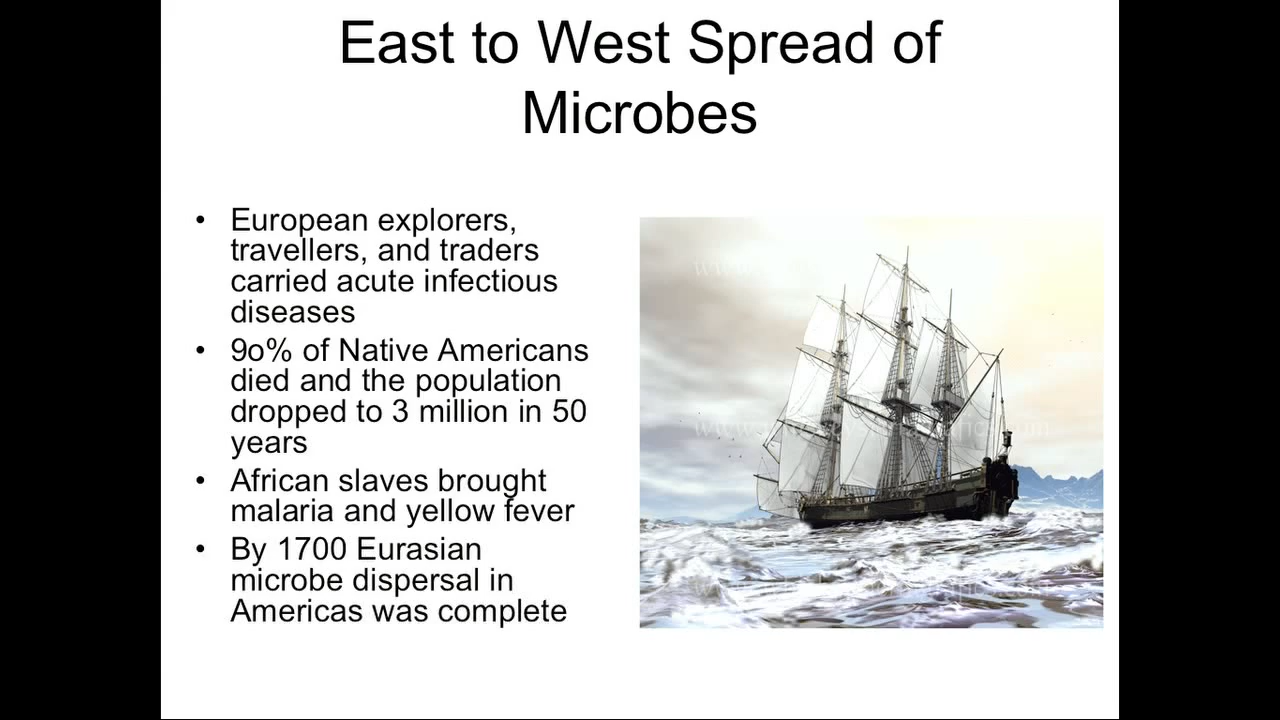 East to West Spread of
Microbes
• European explorers,
travellers, and traders
carried acute infectious
diseases
• 9o% of Native Americans
died and the population
dropped to 3 million in 50
years
• African slaves brought
malaria and yellow fever
• By 1700 Eurasian
microbe dispersal in
Americas was complete